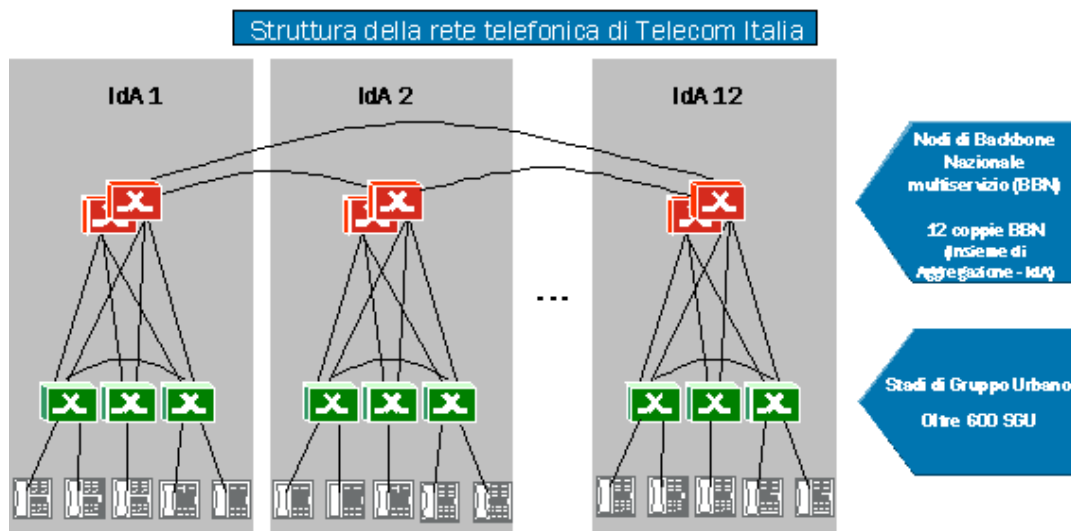 Struttura della rete telefonica di Telecom Italia
IdA 1
IdA 2
IdA 12
...
Nodi di Backbone
Nazionale
multiservizio (BBN)
12 coppie BBN
(Insieme di
Aggregazione - IdA)
Stadi di Gruppo Urbano
Oltre 600 SGU